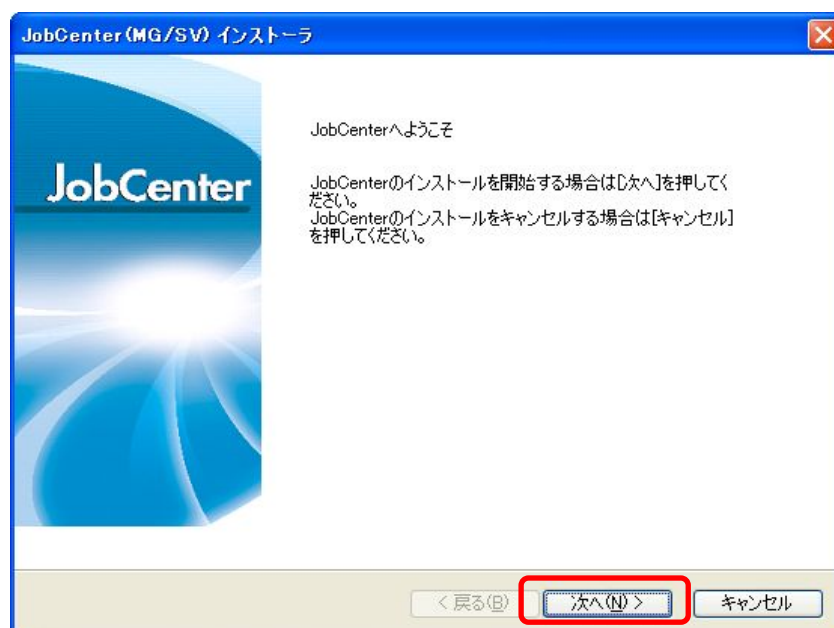 JobCenter(MG/SV) インストーラ
JobCenter
JobCenterへようこそ
JobCenterのインストールを開始する場合は[次へ]を押してく
ださい。
JobCenterのインストールをキャンセルする場合は[キャンセル]
を押してください。
< 戻る(B)
次へ(N) >
キャンセル